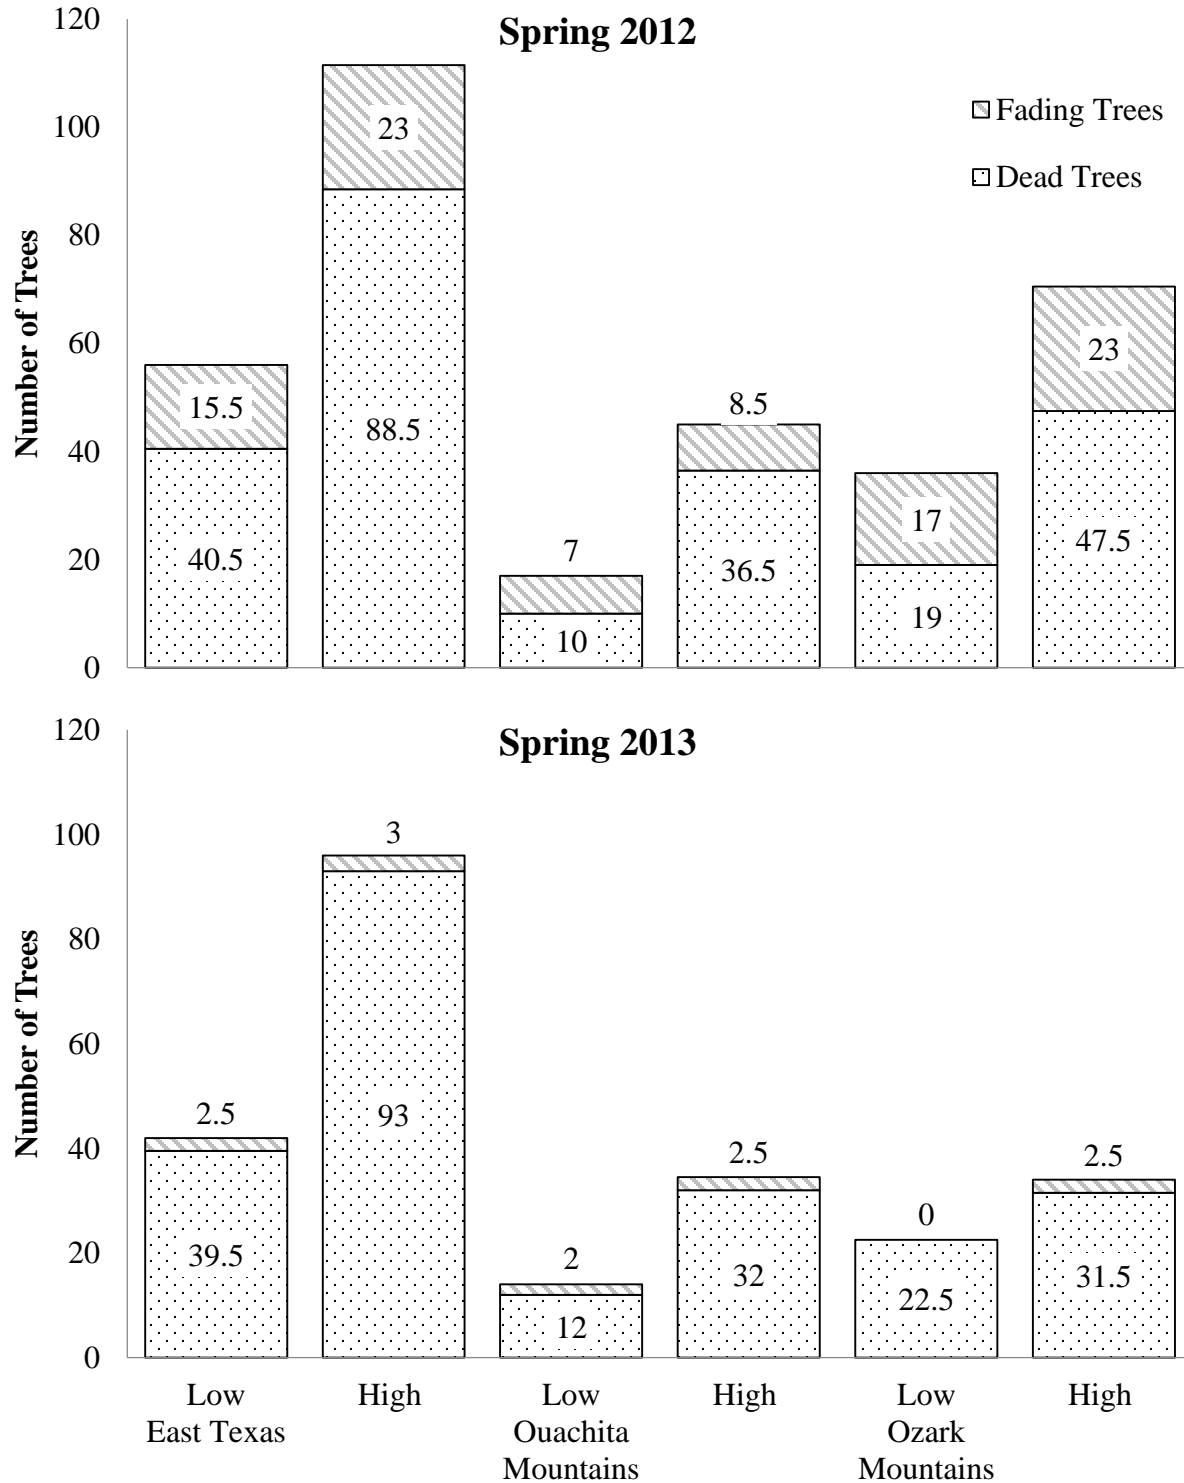 Spring 2012
120
100
80
60
40
20
0
Number of Trees
Fading Trees
Dead Trees
15.5
40.5
23
88.5
7
10
8.5
36.5
17
19
23
47.5
Spring 2013
120
100
80
60
40
20
0
Number of Trees
2.5
39.5
3
93
2
12
2.5
32
0
22.5
2.5
31.5
Low
East Texas
High
Low
Ouachita
Mountains
High
Low
Ozark
Mountains
High